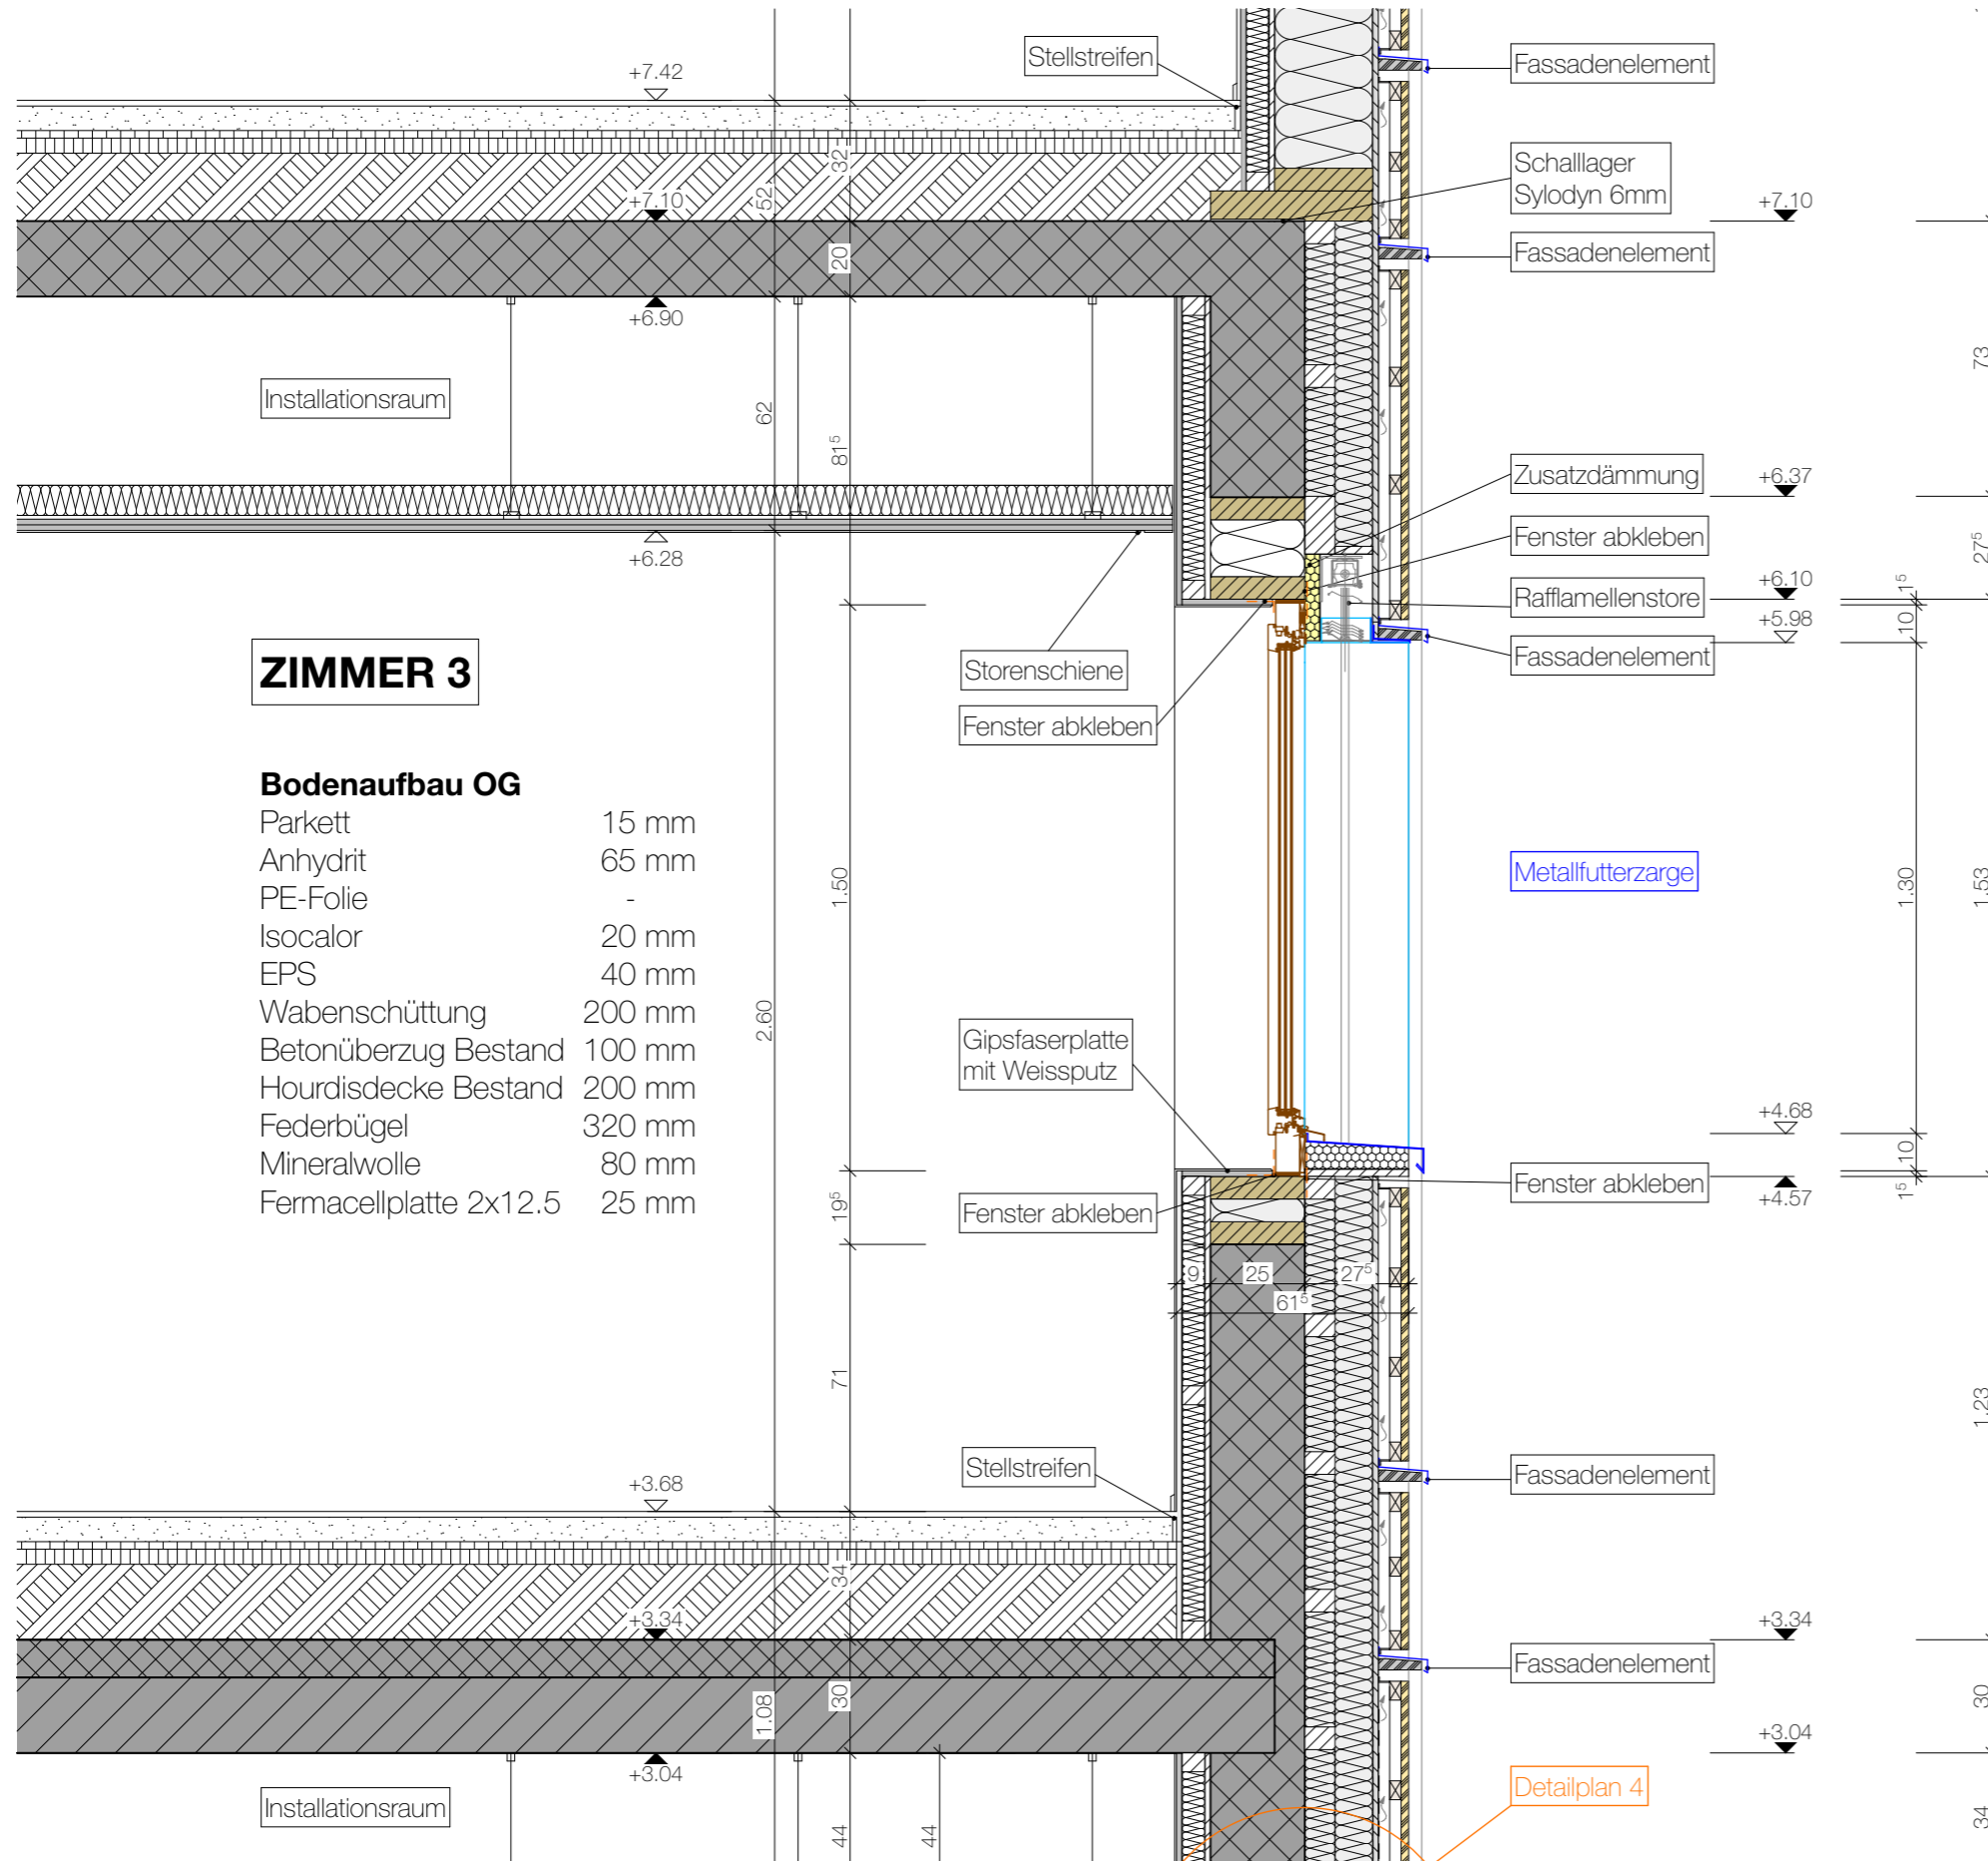 Stellstreifen
Fassadenelement
+7.42
Schalllager
Sylodyn 6mm
+7.10
32
52
+7.10
Fassadenelement
20
+6.90
73
Installationsraum
62
81⁵
Zusatzdämmung
+6.37
Fenster abkleben
27⁵
+6.28
+6.10
1⁵
Rafflamellenstore
+5.98
10
Fassadenelement
ZIMMER 3
Storenschiene
Fenster abkleben
Bodenaufbau OG
Parkett 15 mm
Anhydrit 65 mm
PE-Folie -
Isocalor 20 mm
EPS 40 mm
Wabenschüttung 200 mm
Betonüberzug Bestand 100 mm
Hourdisdecke Bestand 200 mm
Federbügel 320 mm
Mineralwolle 80 mm
Fermacellplatte 2x12.5 25 mm
1.50
2.60
Metallfutterzarge
1.30
1.53
Gipsfaserplatte
mit Weissputz
+4.68
10
Fenster abkleben
Fenster abkleben
+4.57
1⁵
19⁵
9
25
27⁵
61⁵
71
1.23
Stellstreifen
Fassadenelement
+3.68
34
+3.34
+3.34
Fassadenelement
30
1.08
30
+3.04
+3.04
Installationsraum
Detailplan 4
44
44
34